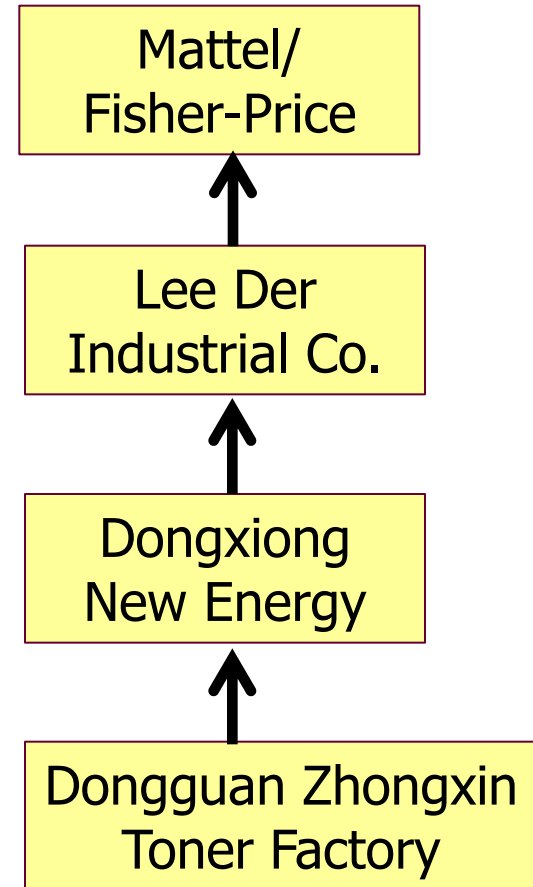 Mattel/
Fisher-Price
Lee Der
Industrial Co.
Dongxiong
New Energy
Dongguan Zhongxin
Toner Factory